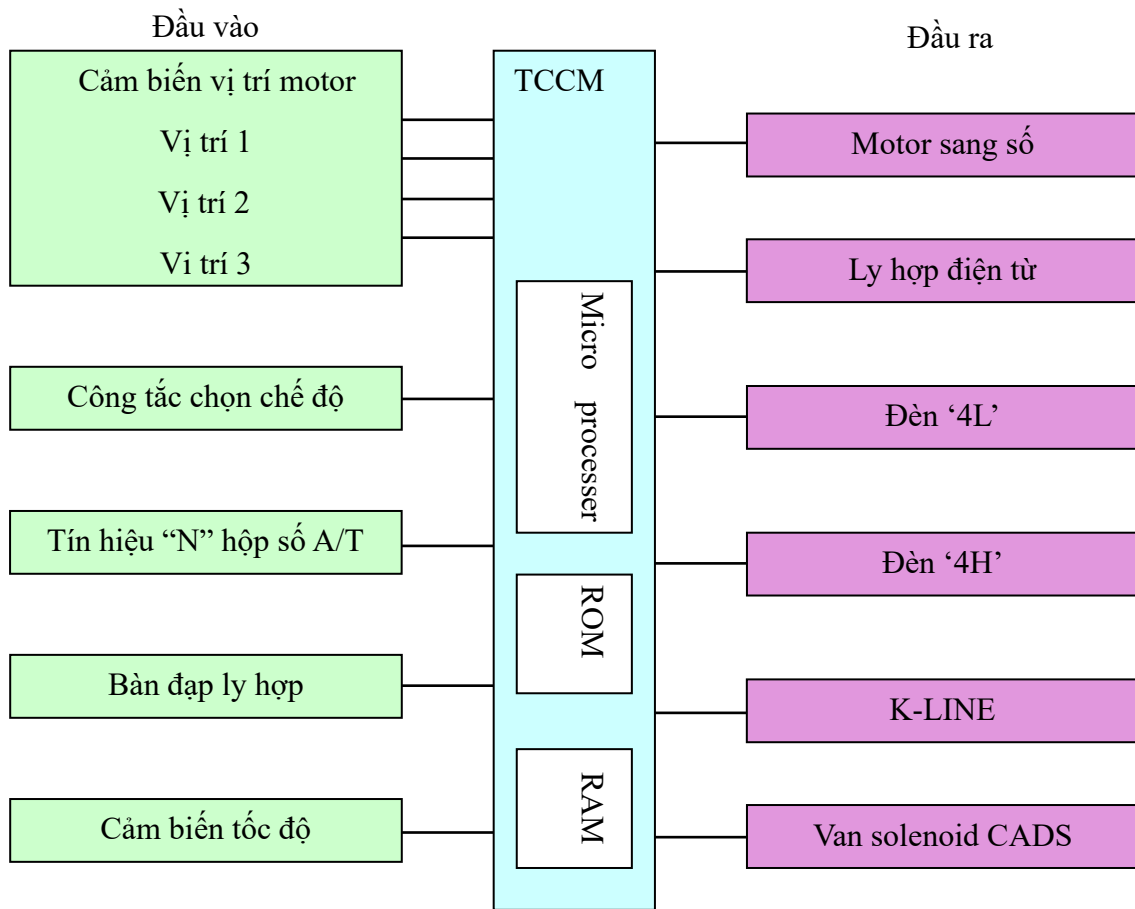 Đầu vào
Cảm biến vị trí motor
Vị trí 1
Vị trí 2
Vi trí 3
Công tắc chọn chế độ
Tín hiệu “N” hộp số A/T
Bàn đạp ly hợp
Cảm biến tốc độ
TCCM
Micro processer
ROM
RAM
Đầu ra
Motor sang số
Ly hợp điện từ
Đèn ‘4L’
Đèn ‘4H’
K-LINE
Van solenoid CADS